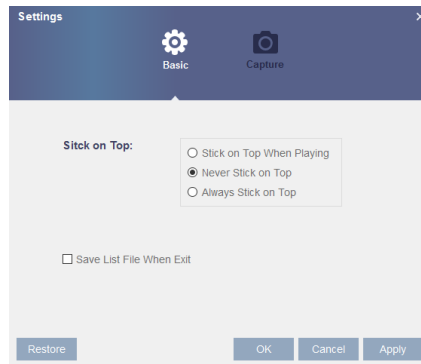 Settings
Basic
Capture
Sitck on Top:
Stick on Top When Playing
Never Stick on Top
Always Stick on Top
Save List File When Exit
Restore
OK
Cancel
Apply